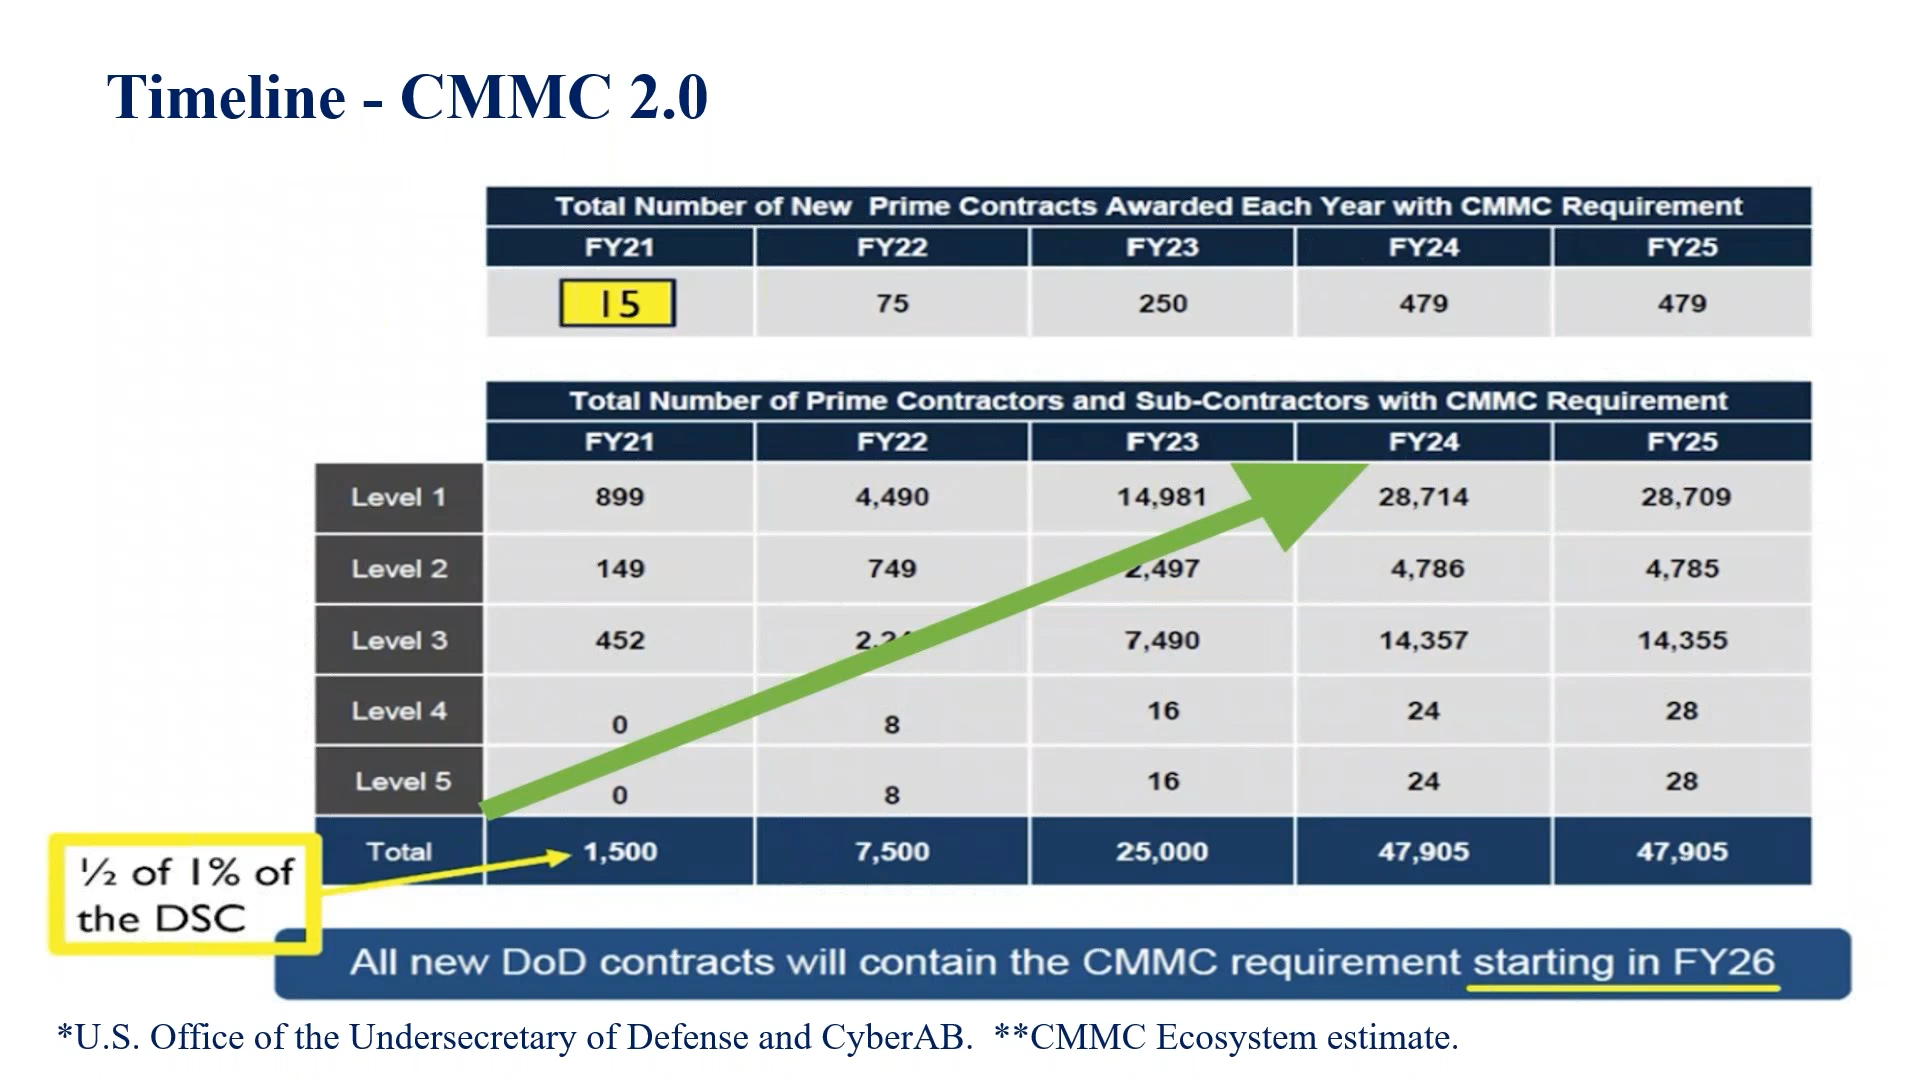 Timeline - CMMC 2.0
Total Number of New Prime Contracts Awarded Each Year with CMMC Requirement
FY21 FY22 FY23 FY24 FY25
15 75 250 479 479
Total Number of Prime Contractors and Sub-Contractors with CMMC Requirement
FY21 FY22 FY23 FY24 FY25
Level 1 899 4,490 14,981 28,714 28,709
Level 2 149 749 2,497 4,786 4,785
Level 3 452 7,490 14,357 14,355
Level 4 0 8 16 24 28
Level 5 0 8 16 24 28
Total 1,500 7,500 25,000 47,905 47,905
½ of 1% of
the DSC
All new DoD contracts will contain the CMMC requirement starting in FY26
*U.S. Office of the Undersecretary of Defense and CyberAB. **CMMC Ecosystem estimate.